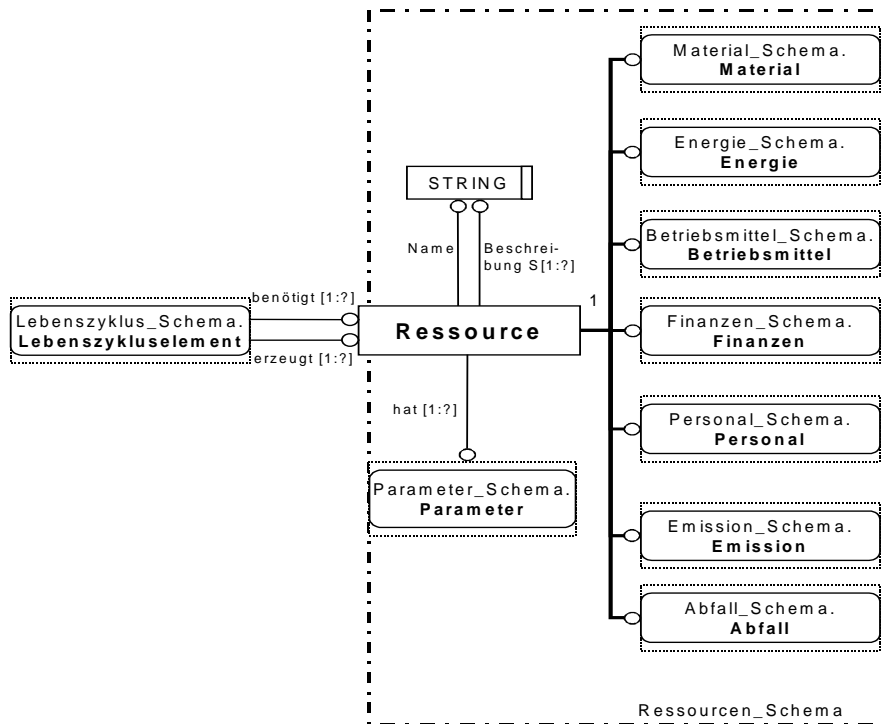 Material_Schema.
Material
Energie_Schema.
Energie
STRING
Name
Beschrei-
bung S[1:?]
Betriebsmittel_Schema.
Betriebsmittel
benötigt [1:?]
1
Lebenszyklus_Schema.
Lebenszykluselement
Ressource
Finanzen_Schema.
Finanzen
erzeugt [1:?]
hat [1:?]
Personal_Schema.
Personal
Parameter_Schema.
Parameter
Emission_Schema.
Emission
Abfall_Schema.
Abfall
Ressourcen_Schema